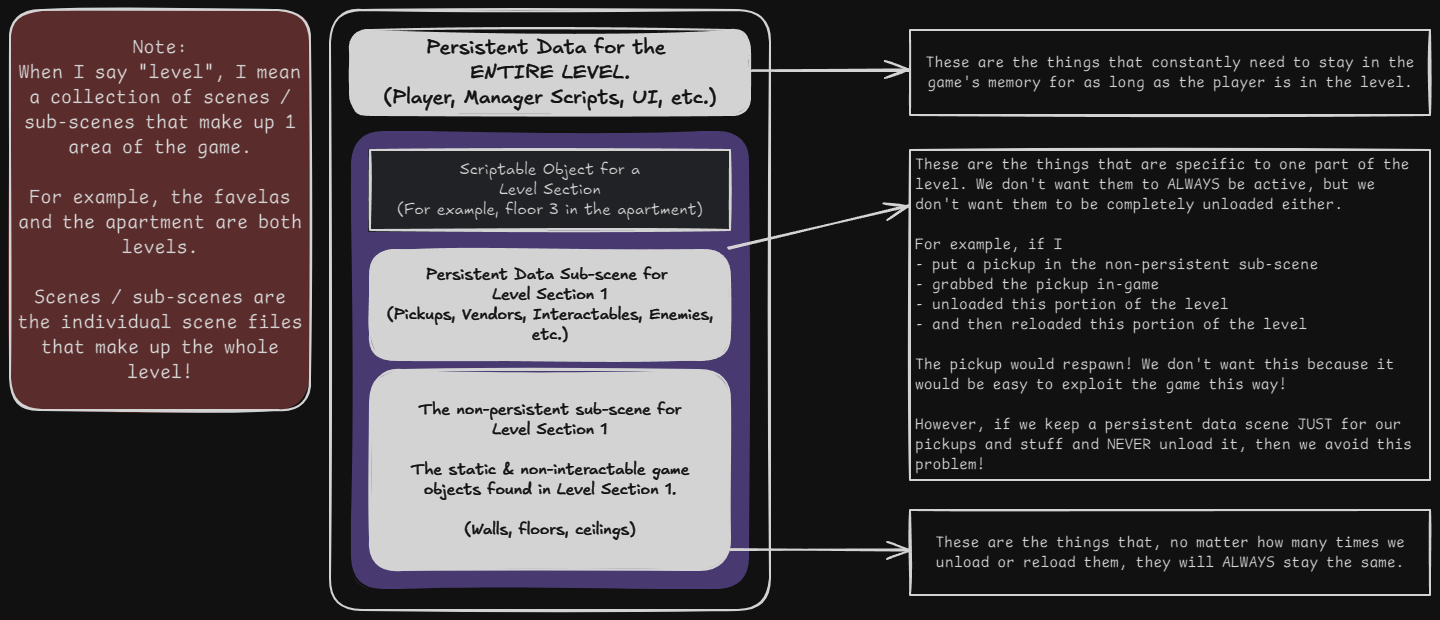 Note:
When I say "level", I mean
a collection of scenes /
sub-scenes that make up 1
area of the game.
For example, the favelas
and the apartment are both
levels.
Scenes / sub-scenes are
the individual scene files
that make up the whole
level!
Persistent Data for the
ENTIRE LEVEL.
(Player, Manager Scripts, UI, etc.)
Scriptable Object for a
Level Section
(For example, floor 3 in the apartment)
Persistent Data Sub-scene for
Level Section 1
(Pickups, Vendors, Interactables, Enemies,
etc.)
The non-persistent sub-scene for
Level Section 1
The static & non-interactable game
objects found in Level Section 1.
(Walls, floors, ceilings)
These are the things that constantly need to stay in the
game's memory for as long as the player is in the level.
These are the things that are specific to one part of the
level. We don't want them to ALWAYS be active, but we
don't want them to be completely unloaded either.
For example, if I
- put a pickup in the non-persistent sub-scene
- grabbed the pickup in-game
- unloaded this portion of the level
- and then reloaded this portion of the level
The pickup would respawn! We don't want this because it
would be easy to exploit the game this way!
However, if we keep a persistent data scene JUST for our
pickups and stuff and NEVER unload it, then we avoid this
problem!
These are the things that, no matter how many times we
unload or reload them, they will ALWAYS stay the same.